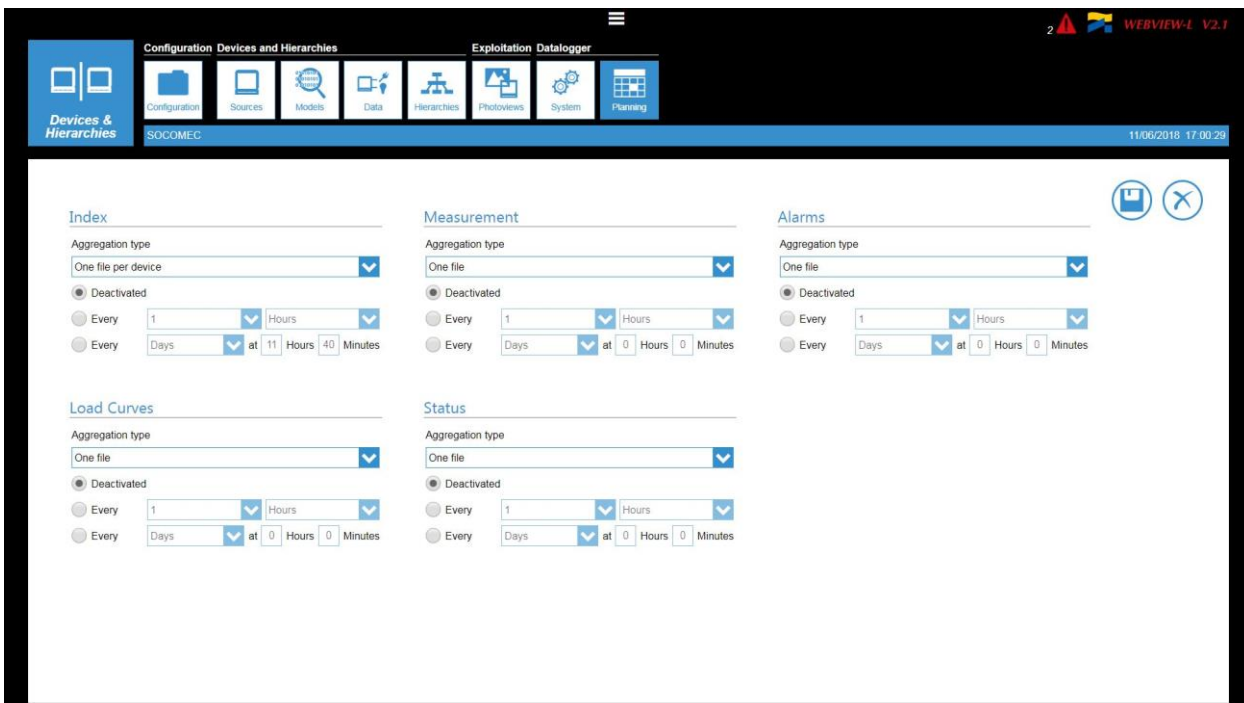 2 WEBVIEW-L V2.1
Configuration Devices and Hierarchies Exploitation Datalogger
Configuration Sources Models Data Hierarchies Photoviews System Planning
Devices &
Hierarchies
SOCOMEC 11/06/2018 17:00:29
Index Measurement Alarms
Aggregation type Aggregation type Aggregation type
One file per device One file One file
Deactivated Deactivated Deactivated
Every 1 Hours Every 1 Hours Every 1 Hours
Every Days at 11 Hours 40 Minutes Every Days at 0 Hours 0 Minutes Every Days at 0 Hours 0 Minutes
Load Curves Status
Aggregation type Aggregation type
One file One file
Deactivated Deactivated
Every 1 Hours Every 1 Hours
Every Days at 0 Hours 0 Minutes Every Days at 0 Hours 0 Minutes